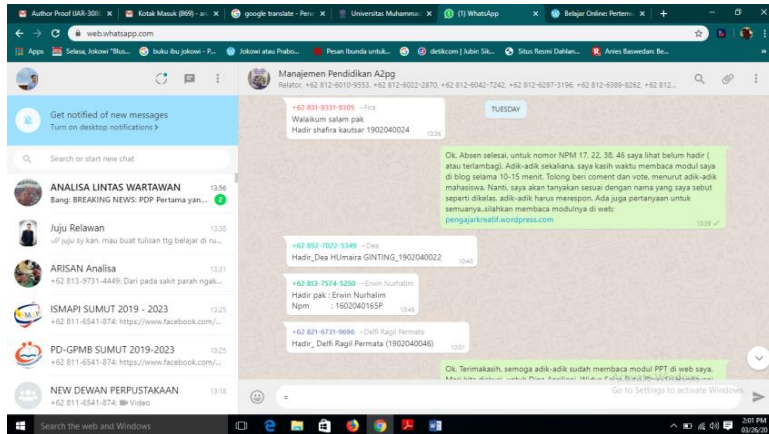 Author Proof IJAR-308
Kotak Masuk (869) - an
google translate - Pene
Universitas Muhamma
(1) WhatsApp
Belajar Online: Pertem
web.whatsapp.com
Apps
Selasa, Jokowi "Blus...
buku ibu jokowi - P...
Jokowi atau Prabo...
Pesan Ibunda untuk...
detikcom | Jubir: Sik...
Situs Resmi Dahlan...
Anies Baswedan: Be...
Get notified of new messages
Turn on desktop notifications >
Search or start new chat
ANALISA LINTAS WARTAWAN 13:56
Bang: BREAKING NEWS: PDP Pertama yan... 2
Juju Relawan 13:38
juju sy kan. mau buat tulisan ttg belajar di ru...
ARISAN Analisa 13:31
+62 813-9731-4449: Dari pada sakit parah ngak...
ISMAPI SUMUT 2019 - 2023 13:25
+62 811-6541-874: https://www.facebook.com/...
PD-GPMB SUMUT 2019-2023 13:25
+62 811-6541-874: https://www.facebook.com/...
NEW DEWAN PERPUSTAKAAN 13:18
+62 811-6541-874: Video
Manajemen Pendidikan A2pg
Relator, +62 812-6010-9553, +62 812-6022-2870, +62 812-6042-7242, +62 812-6287-3196, +62 812-6389-8262, +62 812...
TUESDAY
+62 831-8331-8305 ~Fira
Walaikum salam pak
Hadir shafira kautsar 1902040024 10:36
Ok. Absen selesai, untuk nomor NPM 17, 22, 38, 46 saya lihat belum hadir (
atau terlambag). Adik-adik sekaliana, saya kasih waktu membaca modul saya
di blog selama 10-15 menit. Tolong beri coment dan vote, menurut adik-adik
mahasiswa. Nanti, saya akan tanyakan sesuai dengan nama yang saya sebut
seperti dikelas, adik-adik harus merespon. Ada juga pertanyaan untuk
semuanya..silahkan membaca modulnya di web:
pengajarkreatif.wordpress.com 10:39
+62 852-7022-5349 ~Dea
Hadir_Dea HUmaira GINTING_1902040022 10:40
+62 813-7574-5250 ~Erwin Nurhalim
Hadir pak : Erwin Nurhalim
Npm : 1602040165P 10:46
+62 821-6731-9696 ~Delfi Ragil Permata
Hadir_ Delfi Ragil Permata (1902040046) 10:51
Ok. Terimakasih, semoga adik-adik sudah membaca modul PPT di web saya.
Go to Settings to activate Windows.
=
Search the web and Windows
2:01 PM
03/26/20